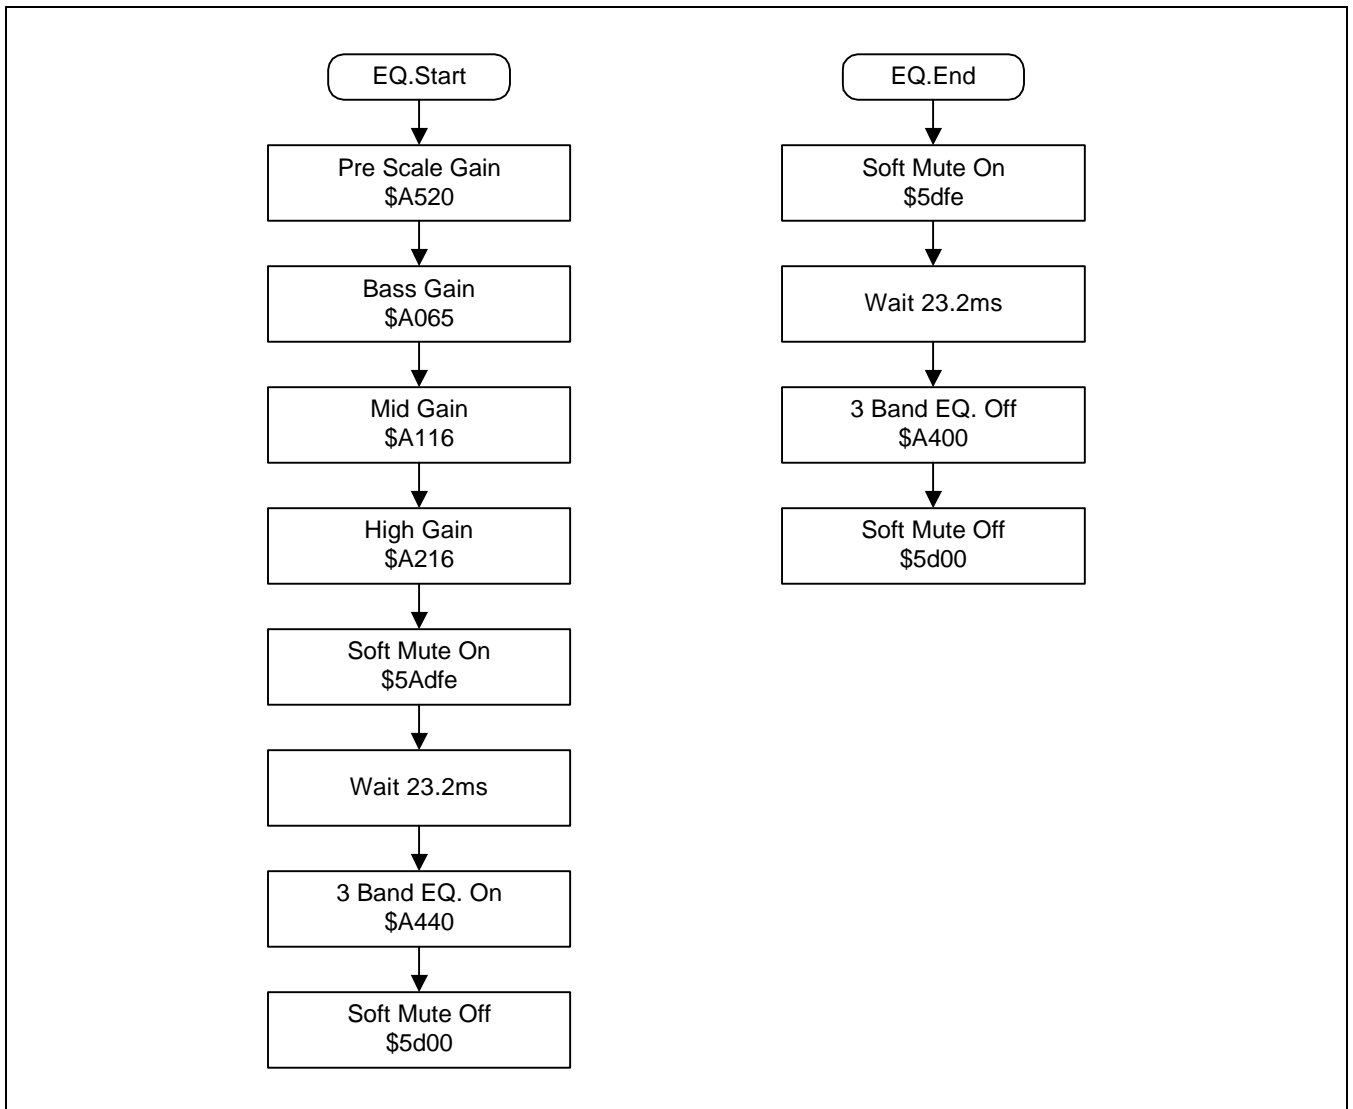 EQ.Start
Pre Scale Gain
$A520
Bass Gain
$A065
Mid Gain
$A116
High Gain
$A216
Soft Mute On
$5Adfe
Wait 23.2ms
3 Band EQ. On
$A440
Soft Mute Off
$5d00
EQ.End
Soft Mute On
$5dfe
Wait 23.2ms
3 Band EQ. Off
$A400
Soft Mute Off
$5d00